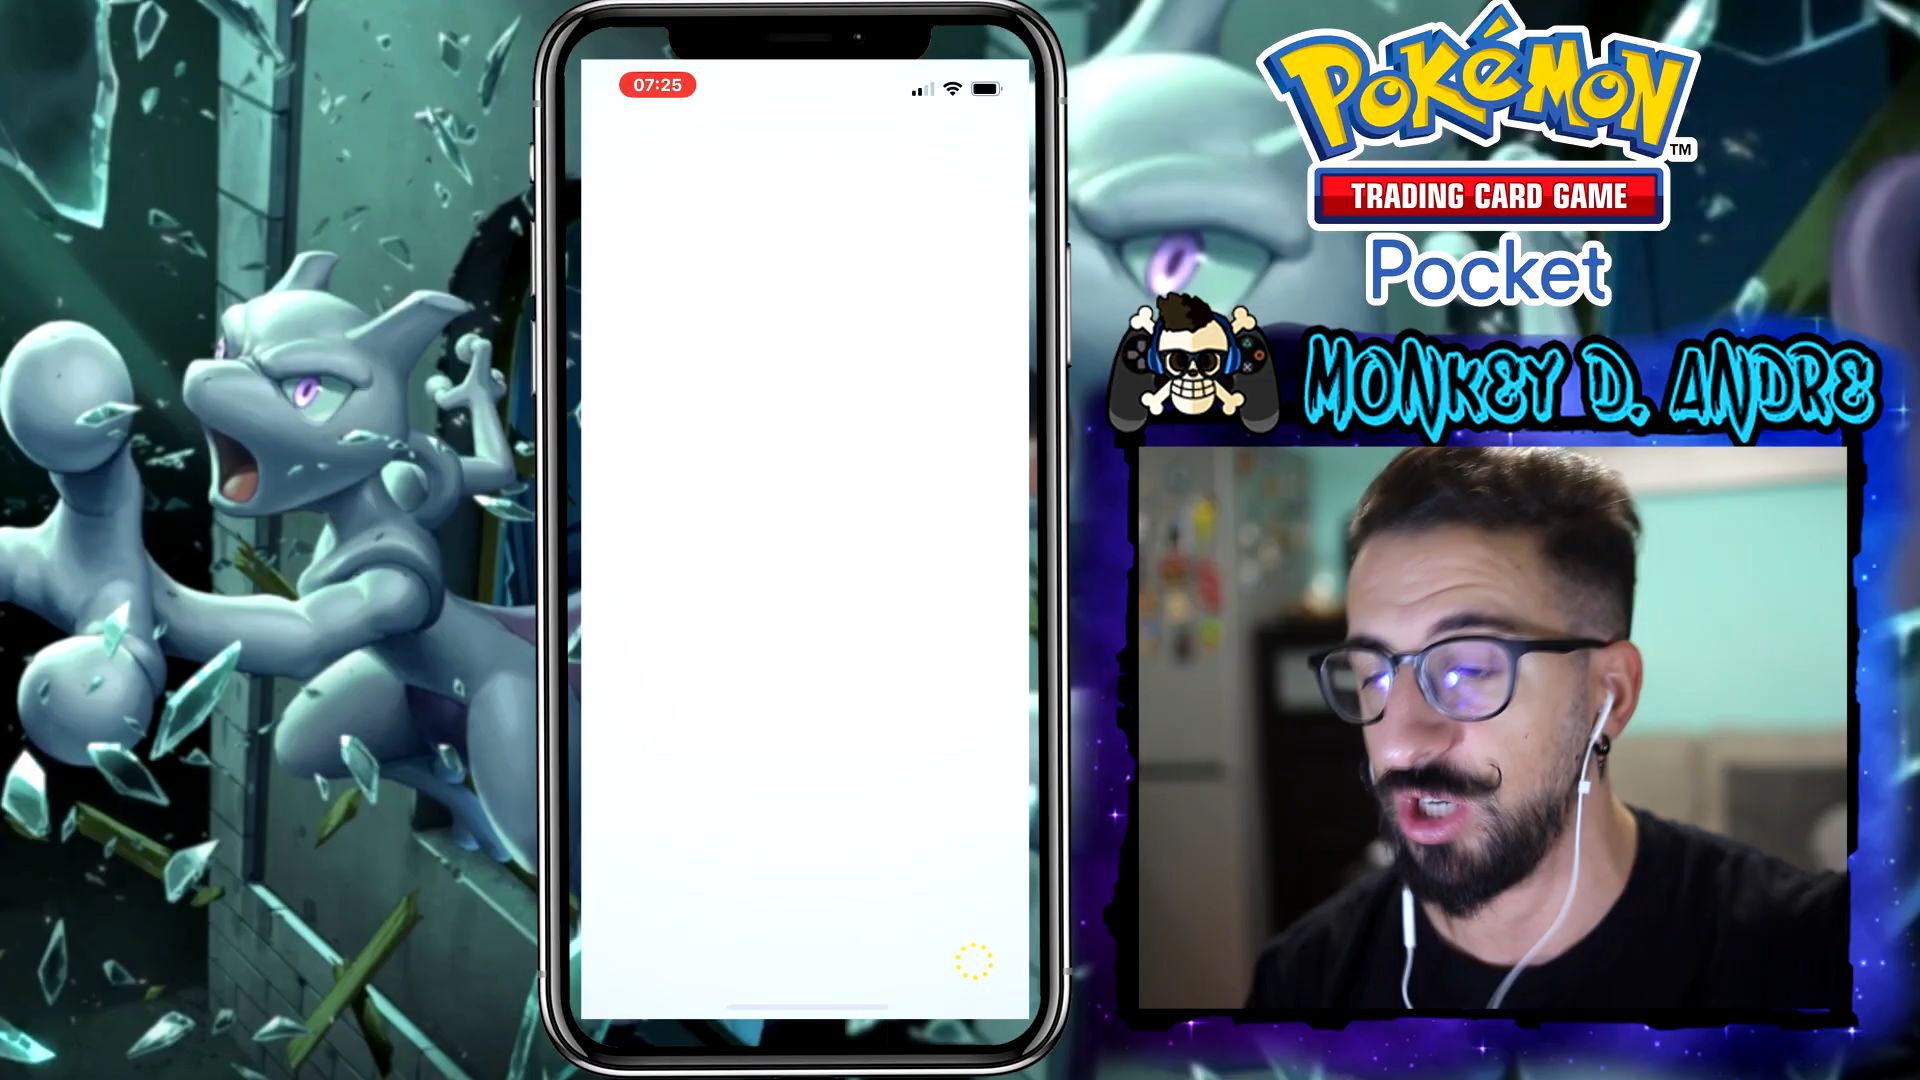 07:25
POKéMON
TM
TRADING CARD GAME
Pocket
MONKEY D. ANDRE